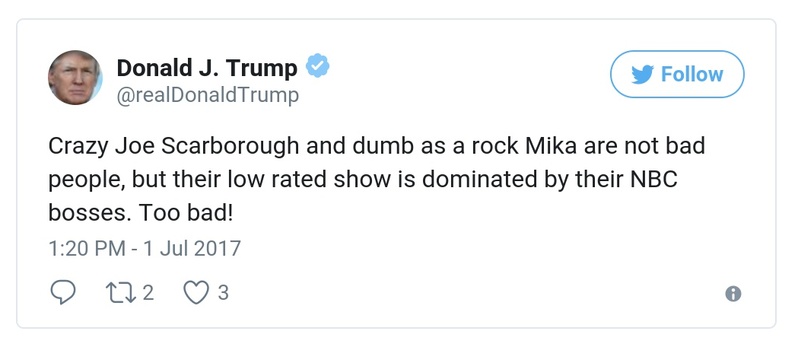 Donald J. Trump
@realDonaldTrump
Follow
Crazy Joe Scarborough and dumb as a rock Mika are not bad
people, but their low rated show is dominated by their NBC
bosses. Too bad!
1:20 PM - 1 Jul 2017
2
3